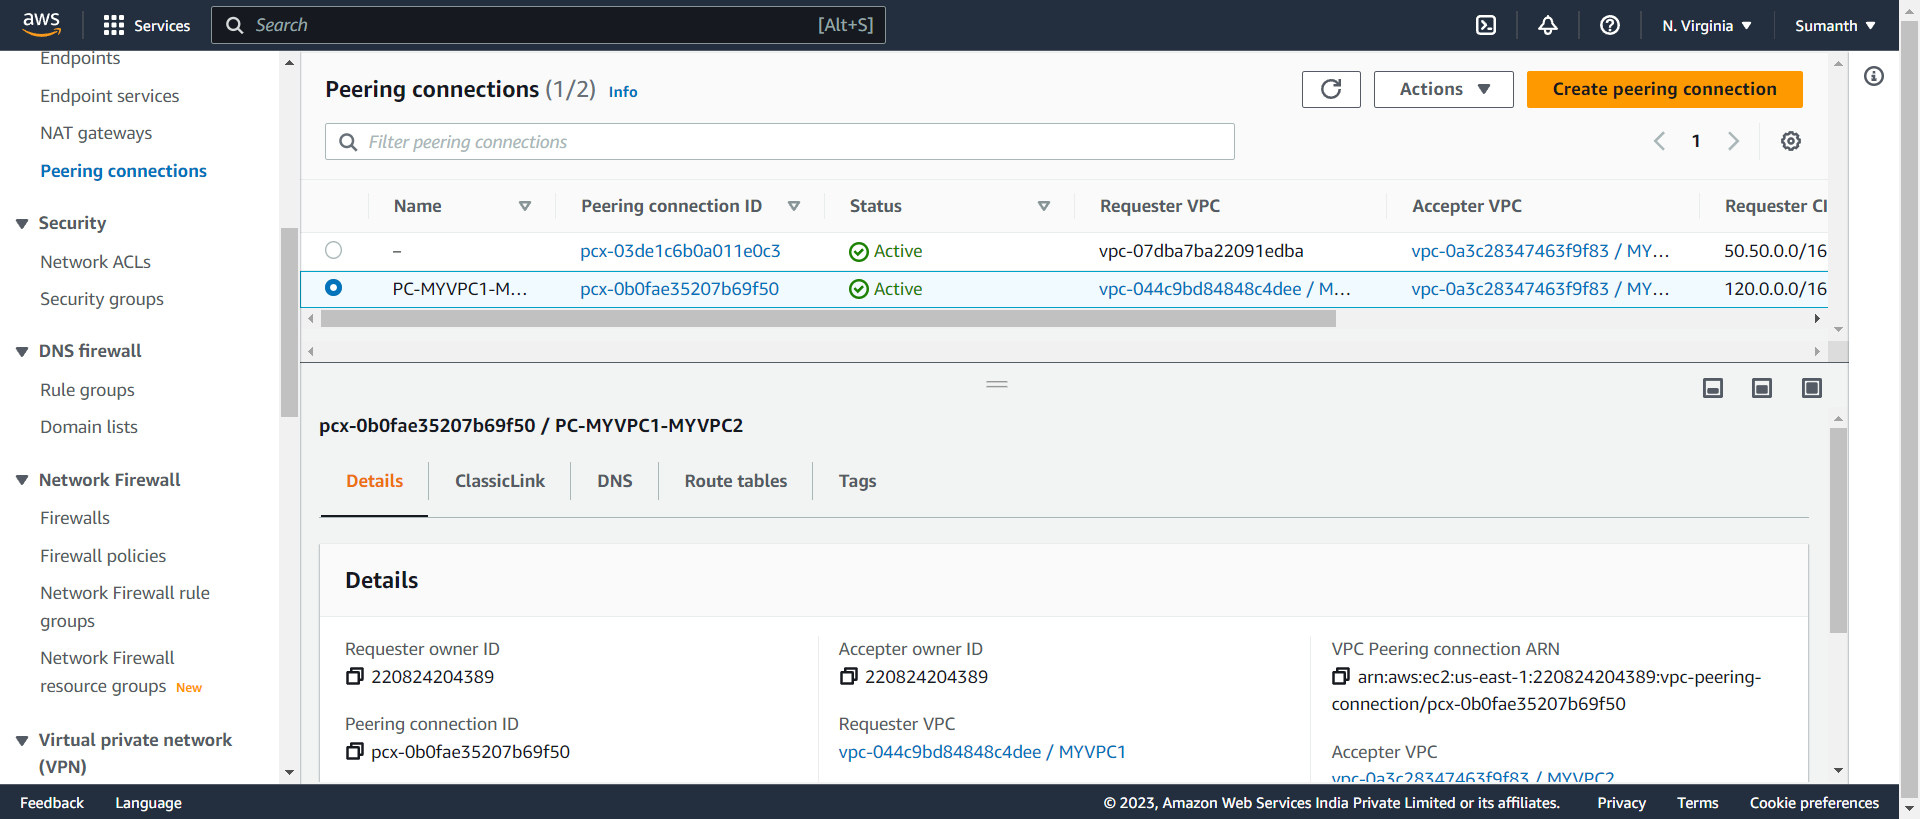 aws
Services
Search
[Alt+S]
N. Virginia
Sumanth
Endpoints
Endpoint services
NAT gateways
Peering connections
Security
Network ACLs
Security groups
DNS firewall
Rule groups
Domain lists
Network Firewall
Firewalls
Firewall policies
Network Firewall rule
groups
Network Firewall
resource groups New
Virtual private network
(VPN)
Peering connections (1/2) Info
Actions
Create peering connection
Filter peering connections
1
Name Peering connection ID Status Requester VPC Accepter VPC Requester CI
– pcx-03de1c6b0a011e0c3 Active vpc-07dba7ba22091edba vpc-0a3c28347463f9f83 / MY... 50.50.0.0/16
PC-MYVPC1-M... pcx-0b0fae35207b69f50 Active vpc-044c9bd84848c4dee / M... vpc-0a3c28347463f9f83 / MY... 120.0.0.0/16
pcx-0b0fae35207b69f50 / PC-MYVPC1-MYVPC2
Details ClassicLink DNS Route tables Tags
Details
Requester owner ID
220824204389
Peering connection ID
pcx-0b0fae35207b69f50
Accepter owner ID
220824204389
Requester VPC
vpc-044c9bd84848c4dee / MYVPC1
VPC Peering connection ARN
arn:aws:ec2:us-east-1:220824204389:vpc-peering-
connection/pcx-0b0fae35207b69f50
Accepter VPC
vpc-0a3c28347463f9f83 / MYVPC2
Feedback Language © 2023, Amazon Web Services India Private Limited or its affiliates. Privacy Terms Cookie preferences